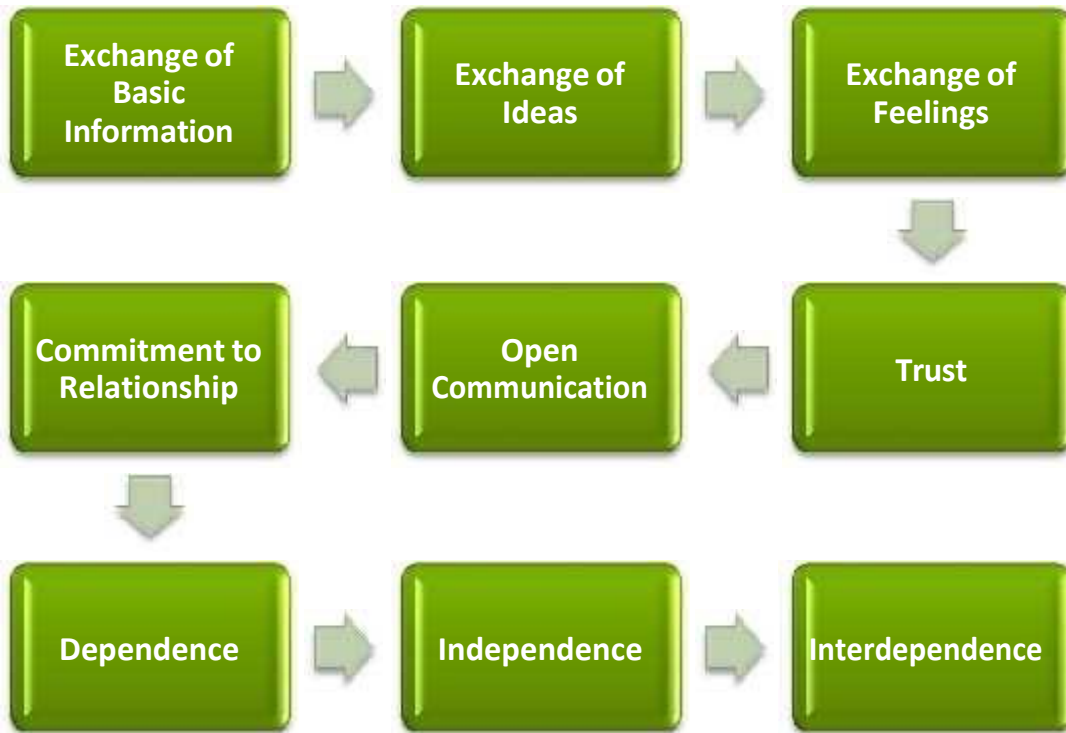 Exchange of
Basic
Information
Exchange of
Ideas
Exchange of
Feelings
Trust
Open
Communication
Commitment to
Relationship
Dependence
Independence
Interdependence